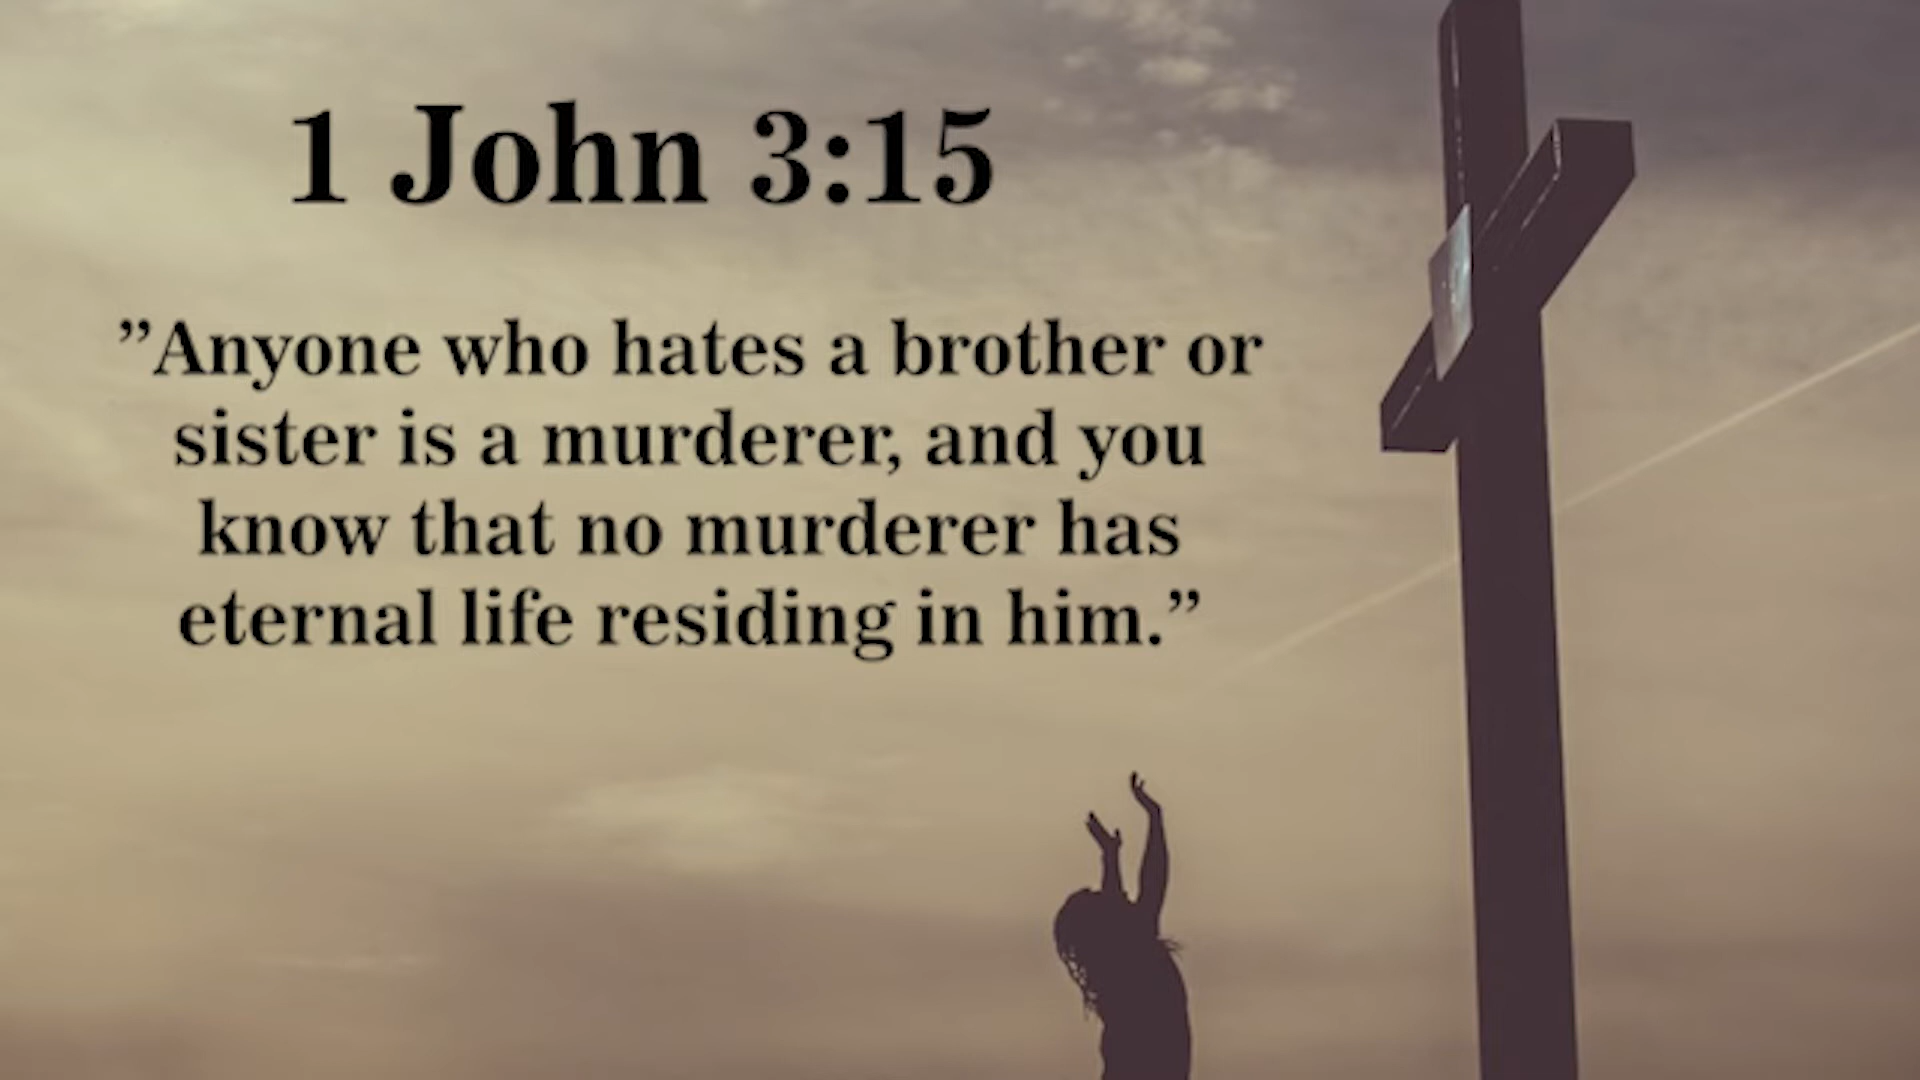 1 John 3:15
”Anyone who hates a brother or
sister is a murderer, and you
know that no murderer has
eternal life residing in him.”